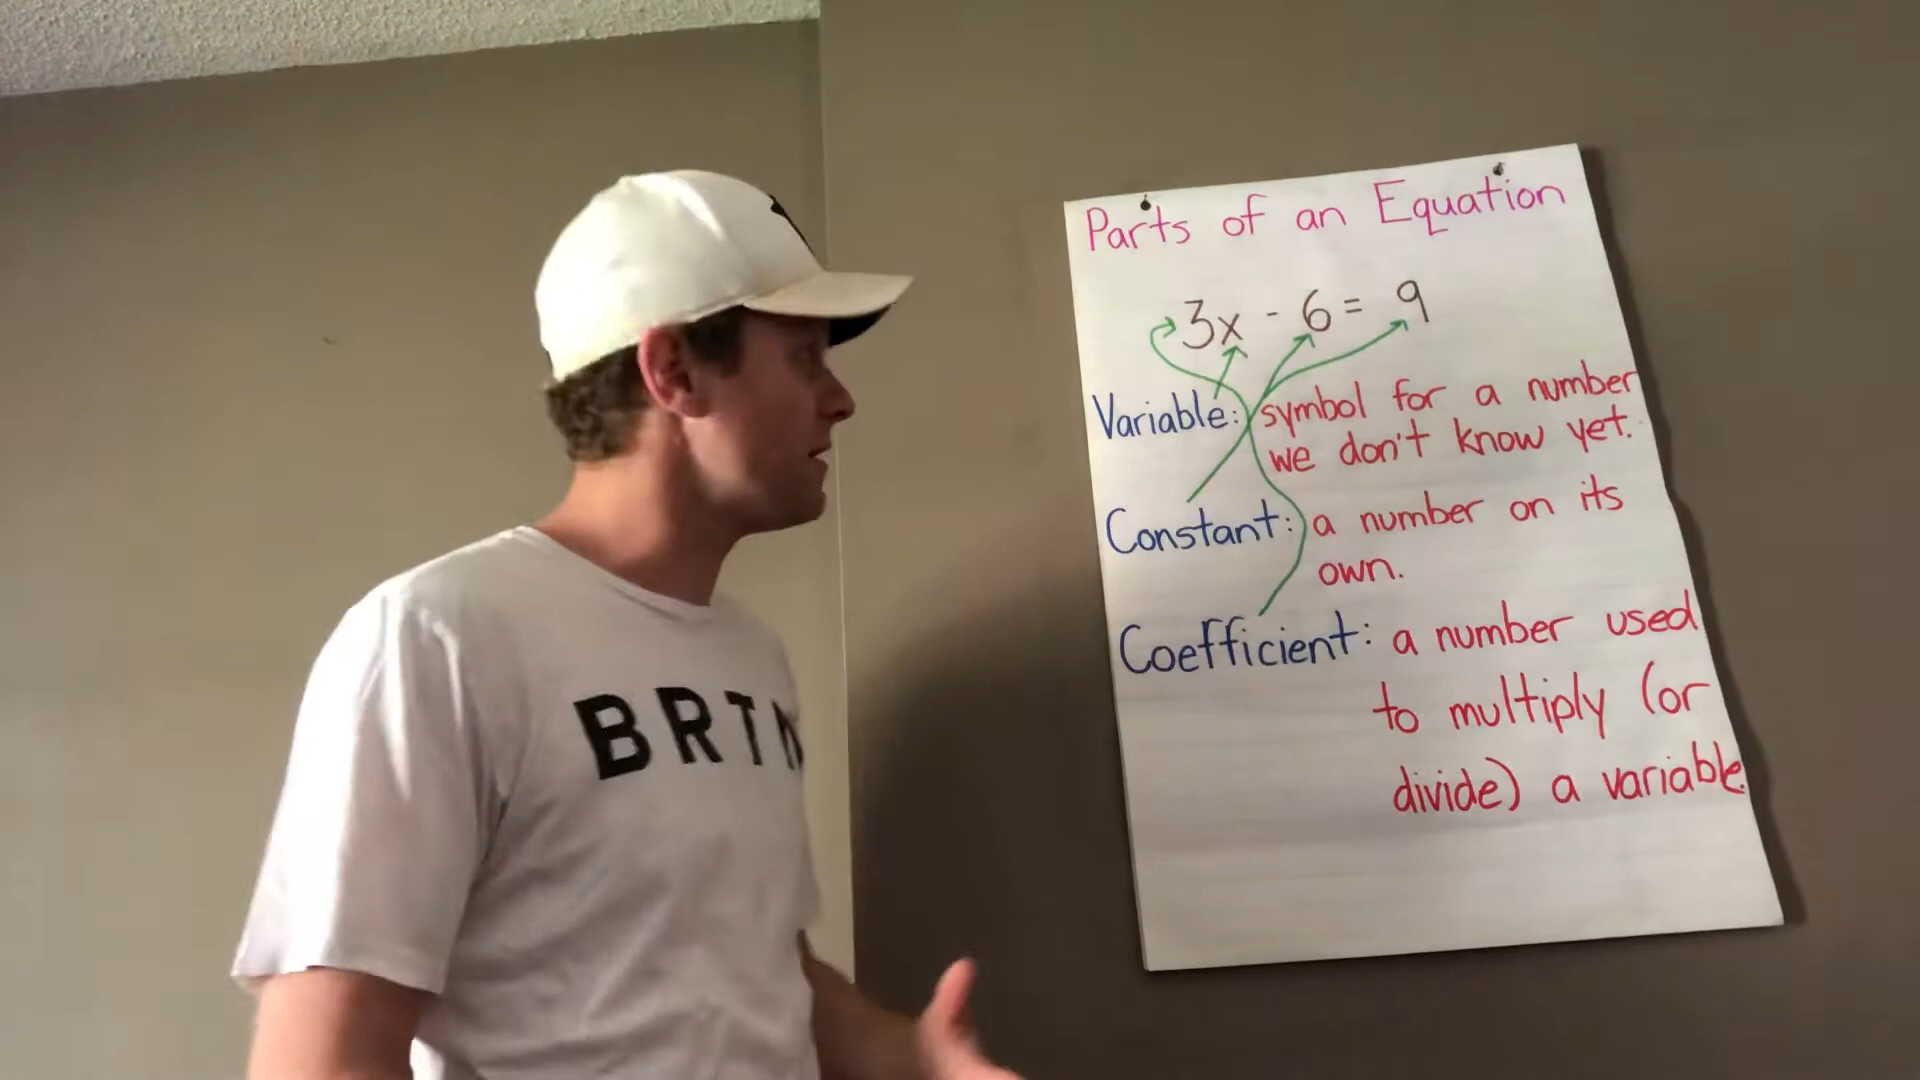 Parts of an Equation
3x - 6 = 9
Variable: symbol for a number
we don't know yet.
Constant: a number on its
own.
Coefficient: a number used
to multiply (or
divide) a variable.